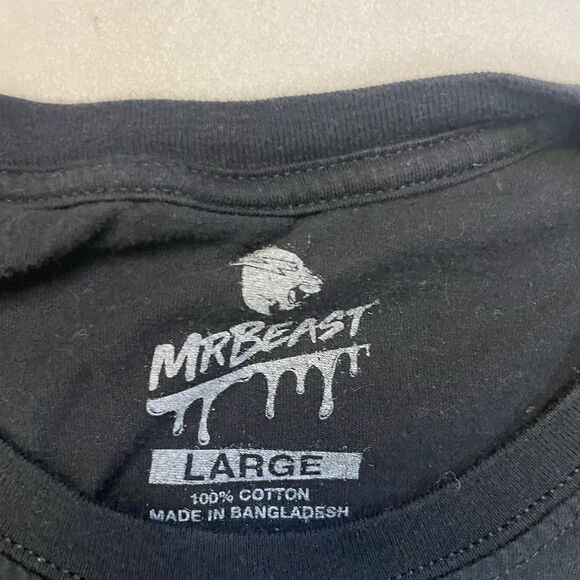 MRBEAST
LARGE
100% COTTON
MADE IN BANGLADESH